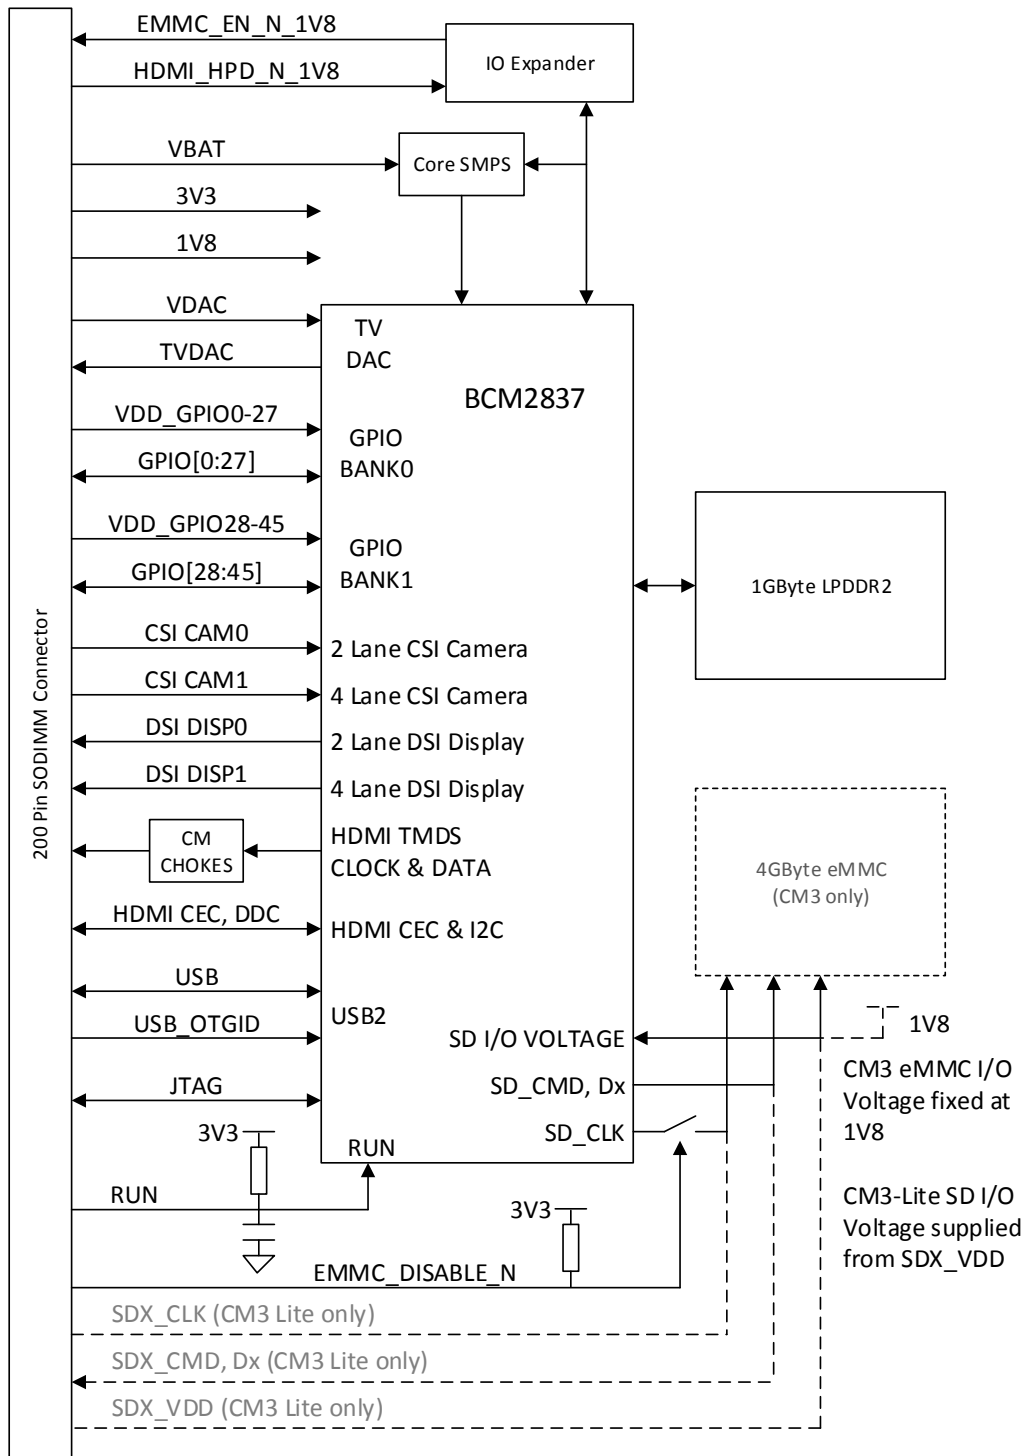 EMMC_EN_N_1V8
HDMI_HPD_N_1V8
IO Expander
VBAT
Core SMPS
3V3
1V8
VDAC
TVDAC
TV
DAC
BCM2837
VDD_GPIO0-27
GPIO[0:27]
GPIO
BANK0
VDD_GPIO28-45
GPIO[28:45]
GPIO
BANK1
1GByte LPDDR2
200 Pin SODIMM Connector
CSI CAM0
2 Lane CSI Camera
CSI CAM1
4 Lane CSI Camera
DSI DISP0
2 Lane DSI Display
DSI DISP1
4 Lane DSI Display
CM
CHOKES
HDMI TMDS
CLOCK & DATA
4GByte eMMC
(CM3 only)
HDMI CEC, DDC
HDMI CEC & I2C
USB
USB_OTGID
USB2
SD I/O VOLTAGE
1V8
SD_CMD, Dx
CM3 eMMC I/O
Voltage fixed at
1V8
JTAG
SD_CLK
3V3
RUN
RUN
3V3
CM3-Lite SD I/O
Voltage supplied
from SDX_VDD
EMMC_DISABLE_N
SDX_CLK (CM3 Lite only)
SDX_CMD, Dx (CM3 Lite only)
SDX_VDD (CM3 Lite only)